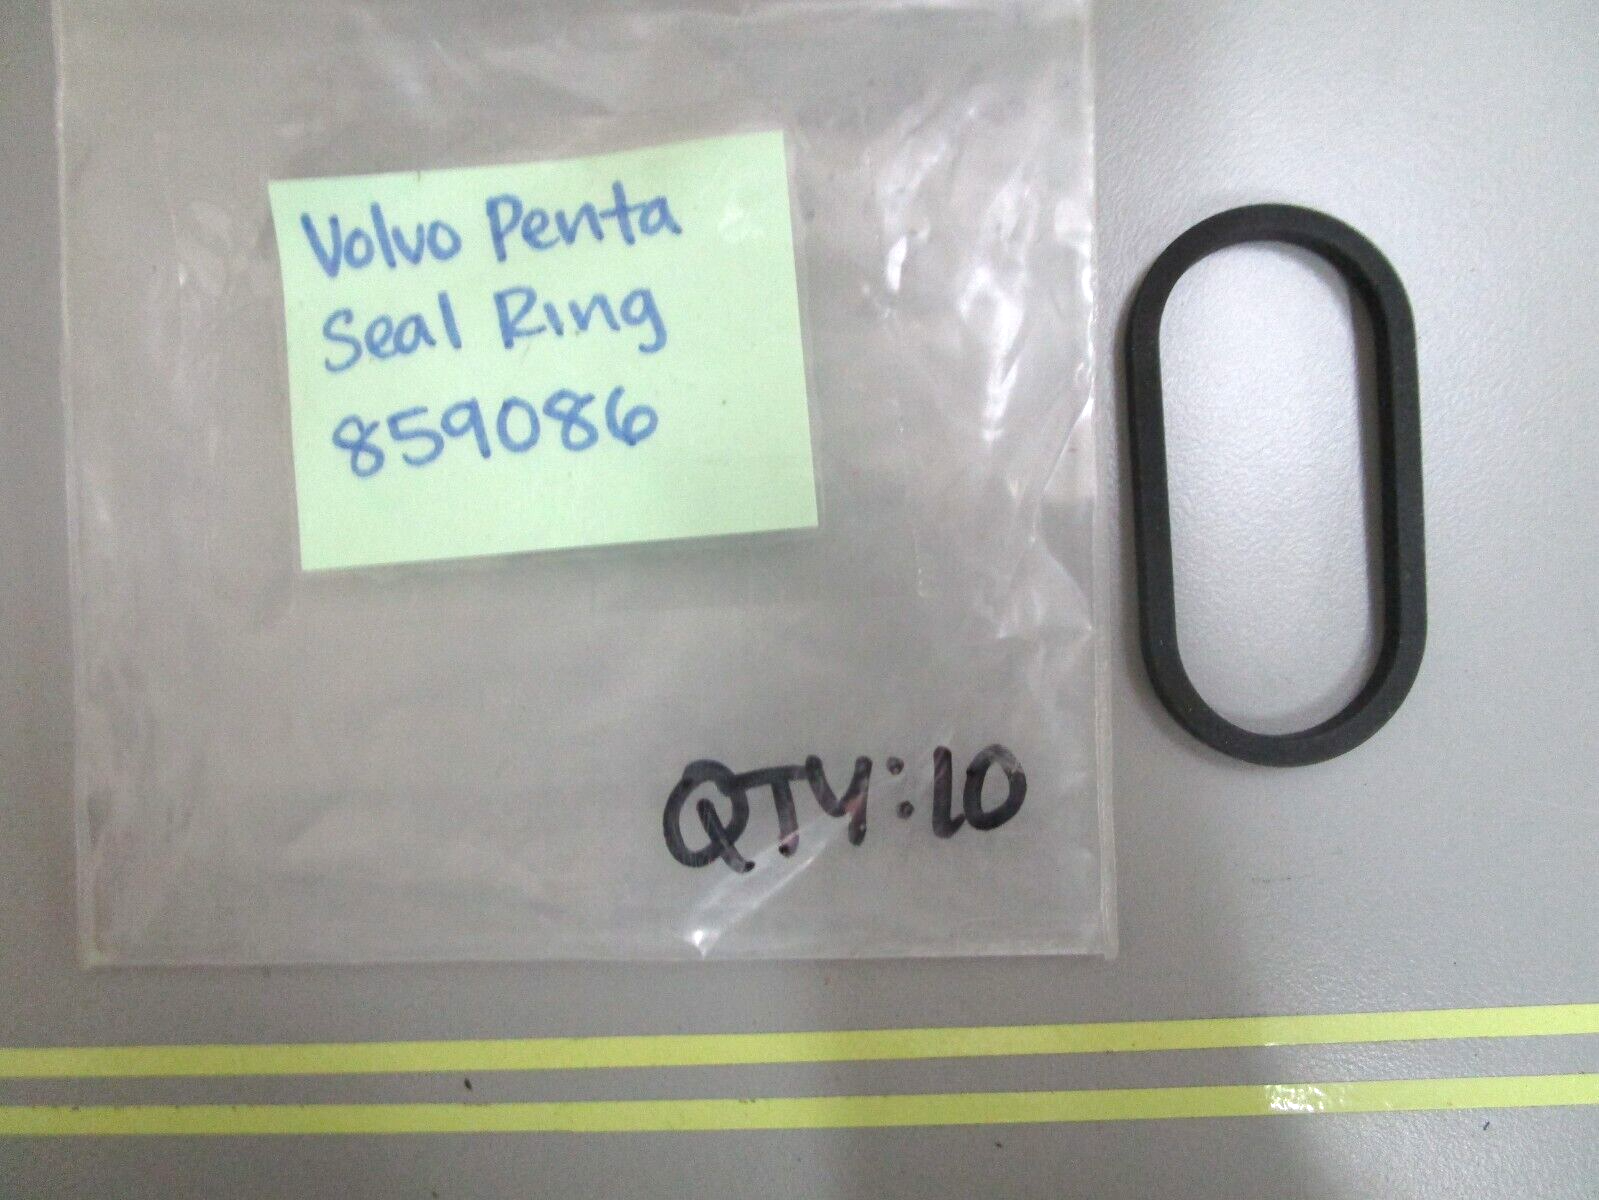 Volvo Penta
Seal Ring
859086
QTY:10